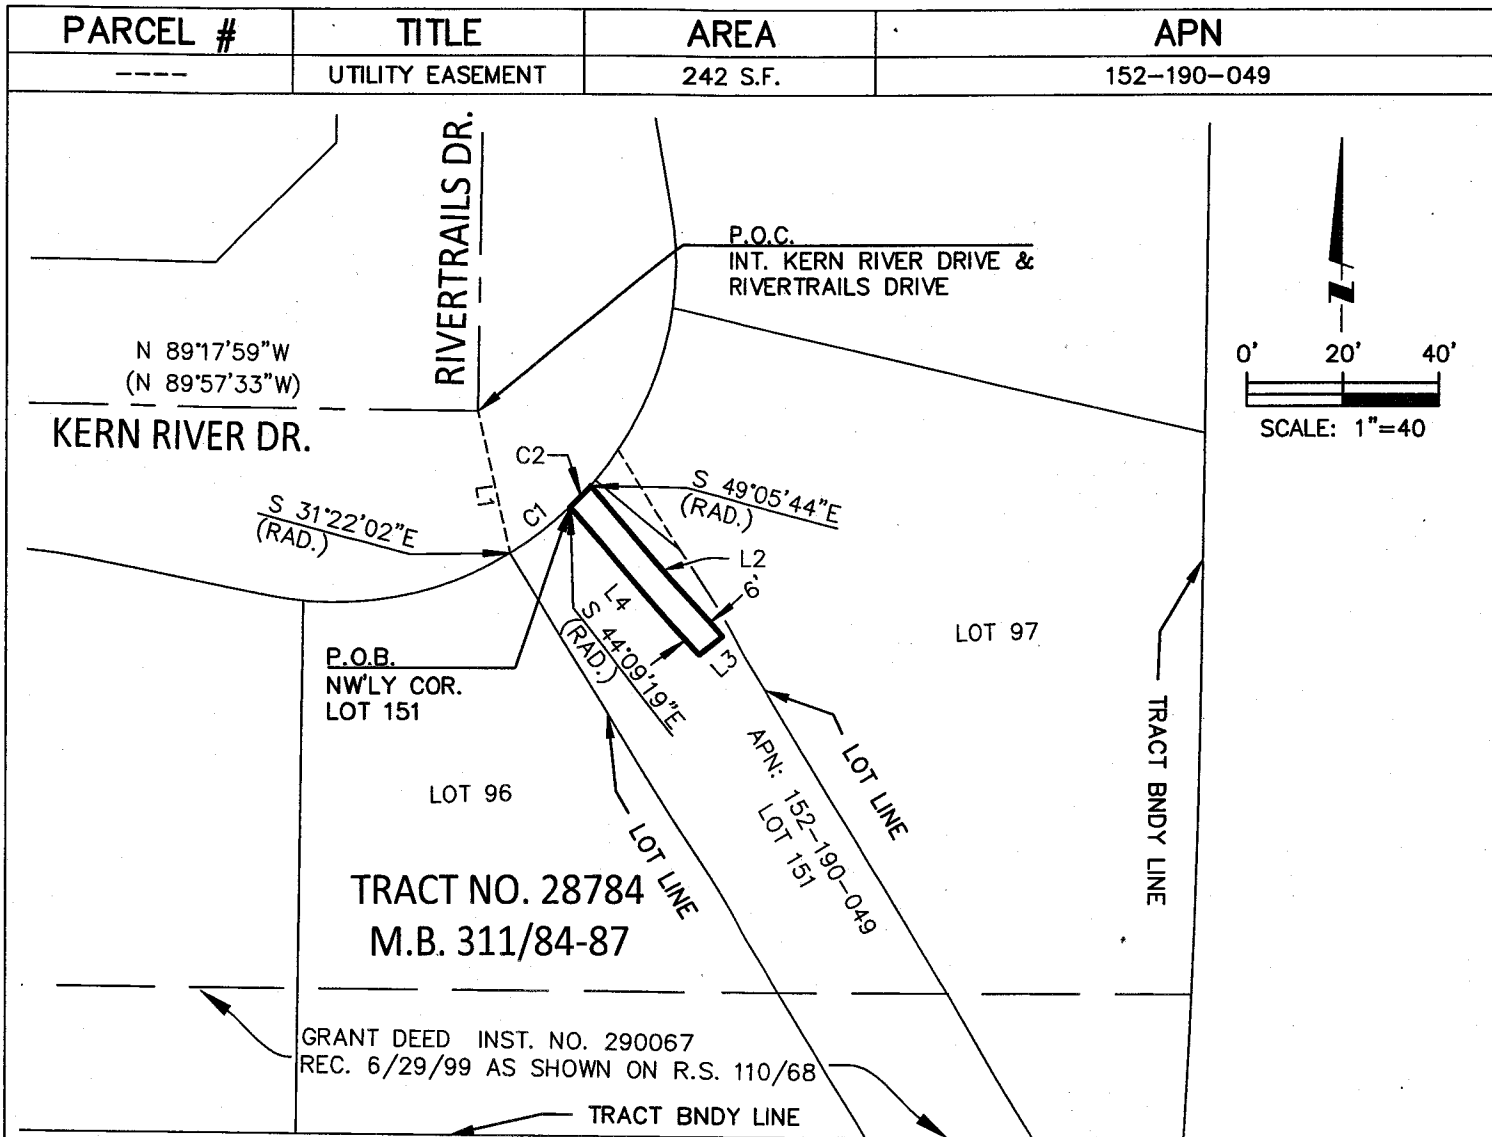 PARCEL # TITLE AREA APN
---- UTILITY EASEMENT 242 S.F. 152-190-049
RIVERTRAILS DR.
P.O.C.
INT. KERN RIVER DRIVE &
RIVERTRAILS DRIVE
N
0' 20' 40'
SCALE: 1"=40
N 89°17'59"W
(N 89°57'33"W)
KERN RIVER DR.
C2
L1
C1
S 49°05'44"E
(RAD.)
S 31°22'02"E
(RAD.)
L2
6'
L4
S 44°09'19"E
(RAD.)
L3
LOT 97
P.O.B.
NW'LY COR.
LOT 151
LOT LINE
APN: 152-190-049
LOT 151
TRACT BNDY LINE
LOT 96
LOT LINE
TRACT NO. 28784
M.B. 311/84-87
GRANT DEED INST. NO. 290067
REC. 6/29/99 AS SHOWN ON R.S. 110/68
TRACT BNDY LINE